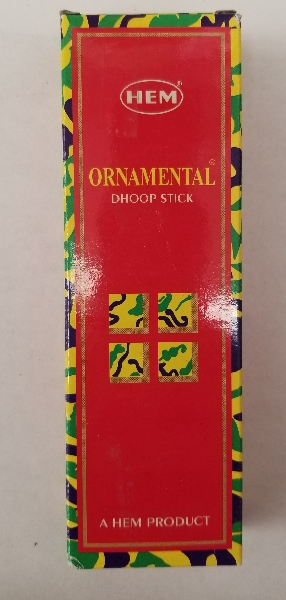 HEM®
ORNAMENTAL®
DHOOP STICK
A HEM PRODUCT